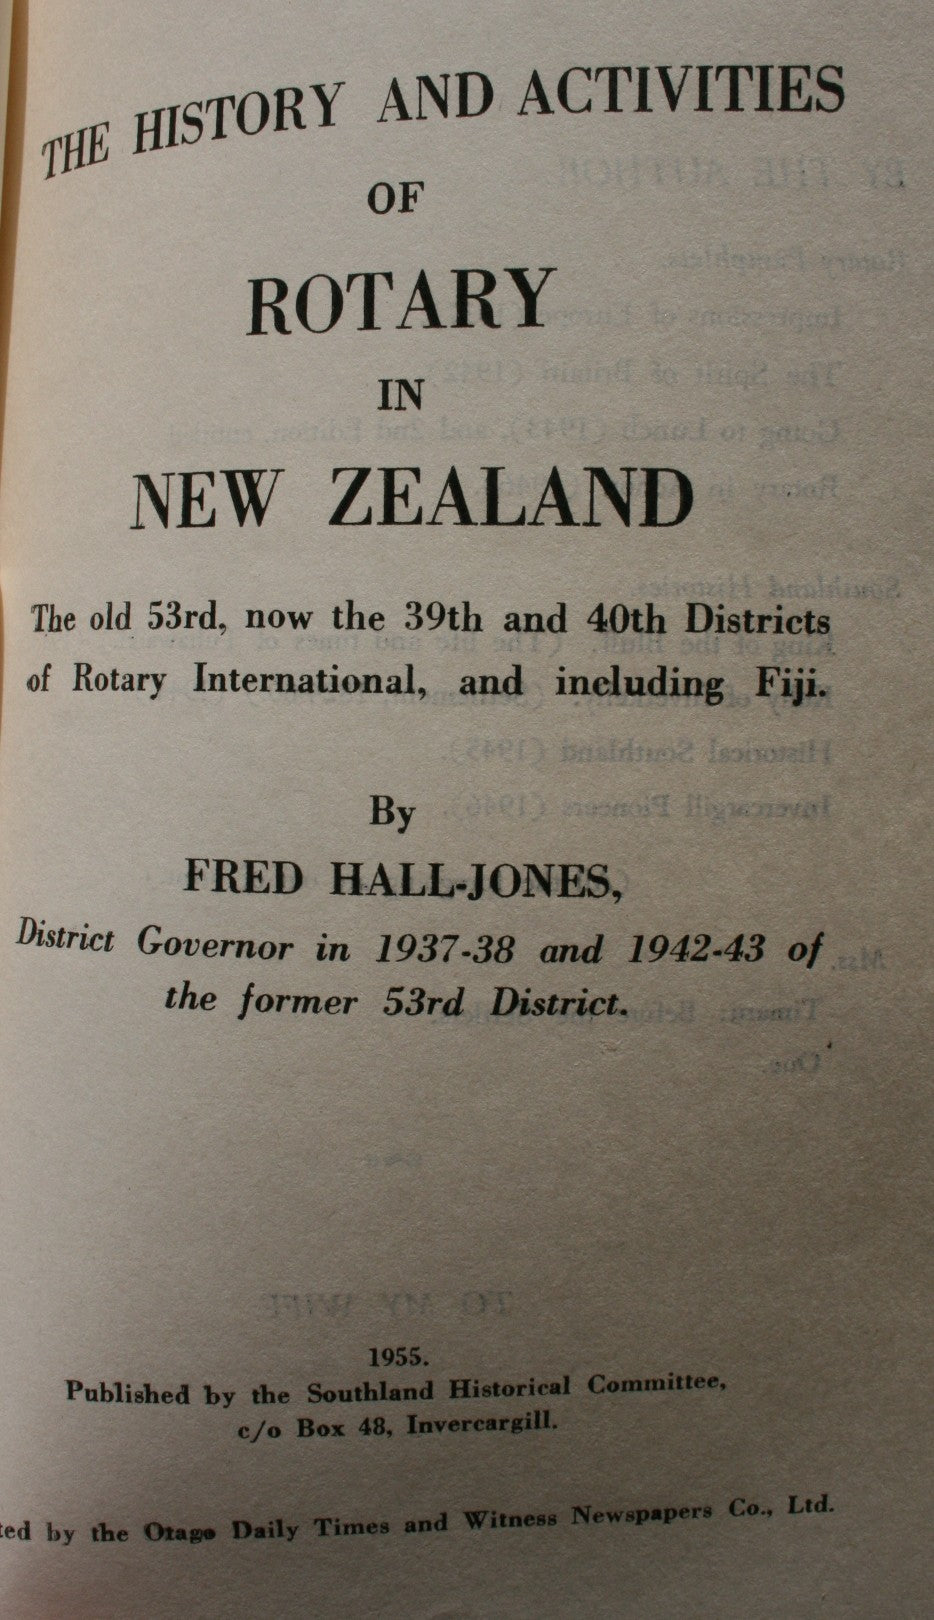 THE HISTORY AND ACTIVITIES
OF
ROTARY
IN
NEW ZEALAND
The old 53rd, now the 39th and 40th Districts
of Rotary International, and including Fiji.
By
FRED HALL-JONES,
District Governor in 1937-38 and 1942-43 of
the former 53rd District.
1955.
Published by the Southland Historical Committee,
c/o Box 48, Invercargill.
ted by the Otago Daily Times and Witness Newspapers Co., Ltd.